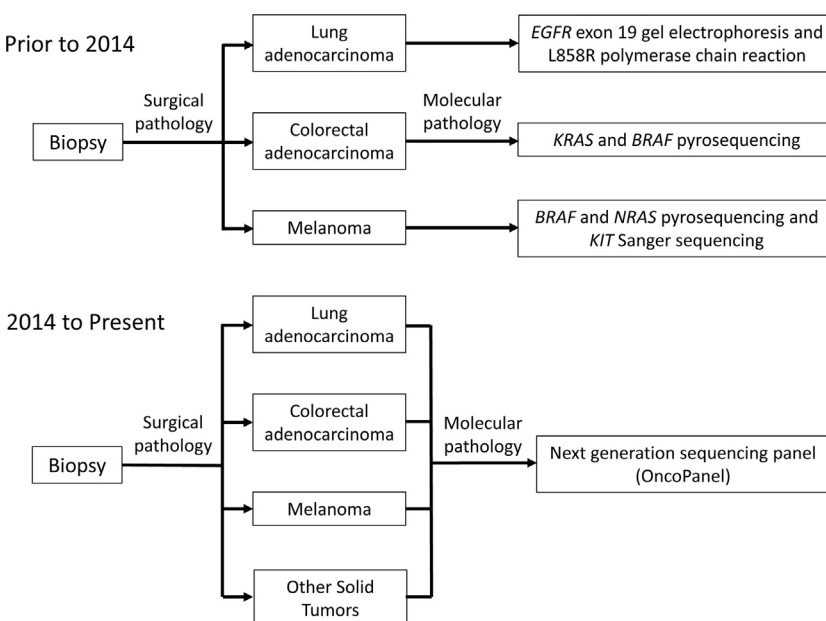 Prior to 2014
Lung
adenocarcinoma
EGFR exon 19 gel electrophoresis and
L858R polymerase chain reaction
Surgical
pathology
Molecular
pathology
Biopsy
Colorectal
adenocarcinoma
KRAS and BRAF pyrosequencing
Melanoma
BRAF and NRAS pyrosequencing and
KIT Sanger sequencing
2014 to Present
Lung
adenocarcinoma
Surgical
pathology
Colorectal
adenocarcinoma
Molecular
pathology
Biopsy
Next generation sequencing panel
(OncoPanel)
Melanoma
Other Solid
Tumors